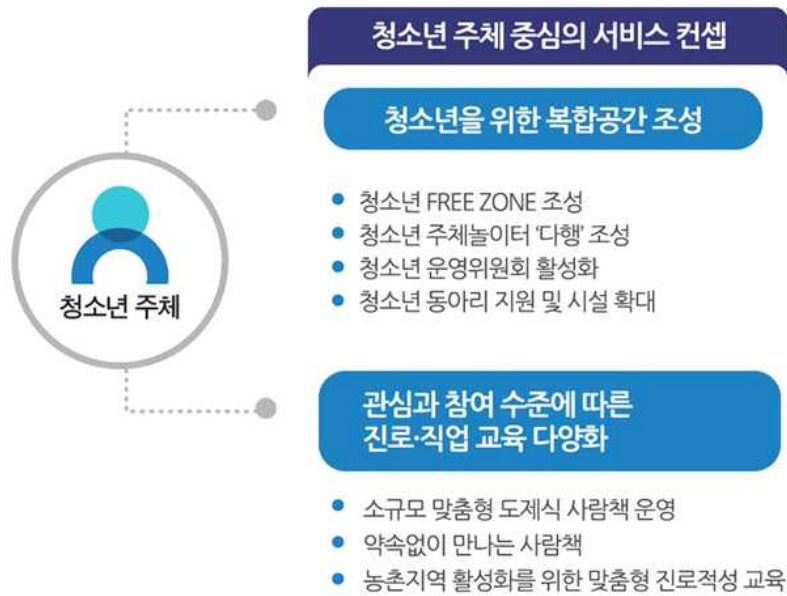 청소년 주체 중심의 서비스 컨셉
청소년을 위한 복합공간 조성
청소년 FREE ZONE 조성
청소년 주체놀이터 ‘다행’ 조성
청소년 운영위원회 활성화
청소년 동아리 지원 및 시설 확대
청소년 주체
관심과 참여 수준에 따른
진로·직업 교육 다양화
소규모 맞춤형 도제식 사람책 운영
약속없이 만나는 사람책
농촌지역 활성화를 위한 맞춤형 진로적성 교육